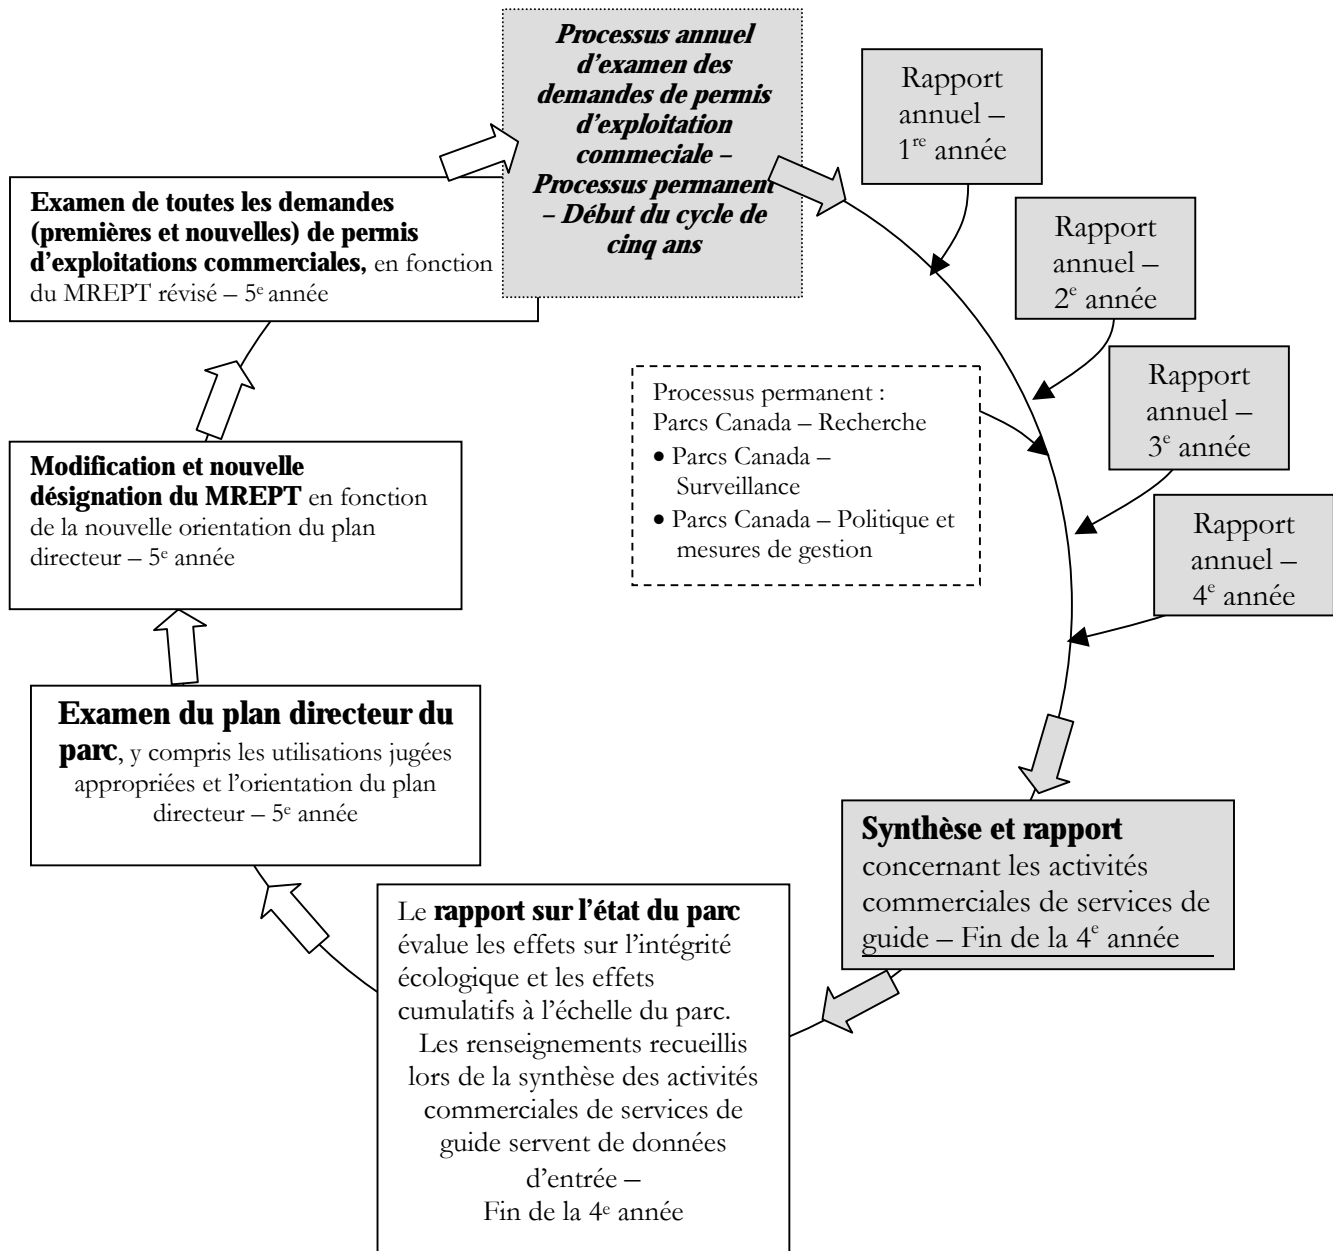 Processus annuel
d'examen des
demandes de permis
d'exploitation
commeciale –
Processus permanent
– Début du cycle de
cinq ans
Rapport
annuel –
1re année
Rapport
annuel –
2e année
Rapport
annuel –
3e année
Rapport
annuel –
4e année
Processus permanent :
Parcs Canada – Recherche
• Parcs Canada –
Surveillance
• Parcs Canada – Politique et
mesures de gestion
Synthèse et rapport
concernant les activités
commerciales de services de
guide – Fin de la 4e année
Le rapport sur l'état du parc
évalue les effets sur l'intégrité
écologique et les effets
cumulatifs à l'échelle du parc.
Les renseignements recueillis
lors de la synthèse des activités
commerciales de services de
guide servent de données
d'entrée –
Fin de la 4e année
Examen du plan directeur du
parc, y compris les utilisations jugées
appropriées et l'orientation du plan
directeur – 5e année
Modification et nouvelle
désignation du MREPT en fonction
de la nouvelle orientation du plan
directeur – 5e année
Examen de toutes les demandes
(premières et nouvelles) de permis
d'exploitations commerciales, en fonction
du MREPT révisé – 5e année